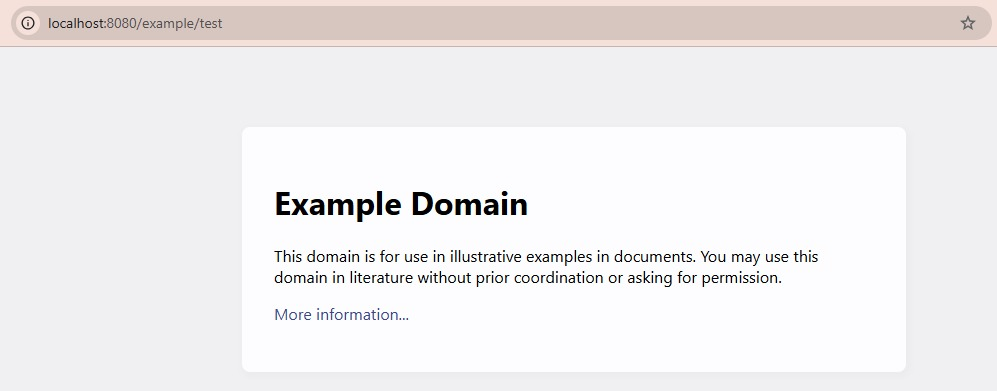 localhost:8080/example/test
Example Domain
This domain is for use in illustrative examples in documents. You may use this
domain in literature without prior coordination or asking for permission.
More information...